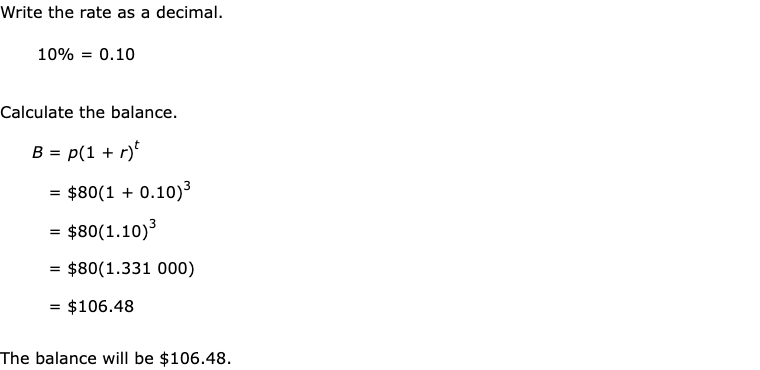 Write the rate as a decimal.
10% = 0.10
Calculate the balance.
B = p(1 + r)^t
= $80(1 + 0.10)^3
= $80(1.10)^3
= $80(1.331 000)
= $106.48
The balance will be $106.48.